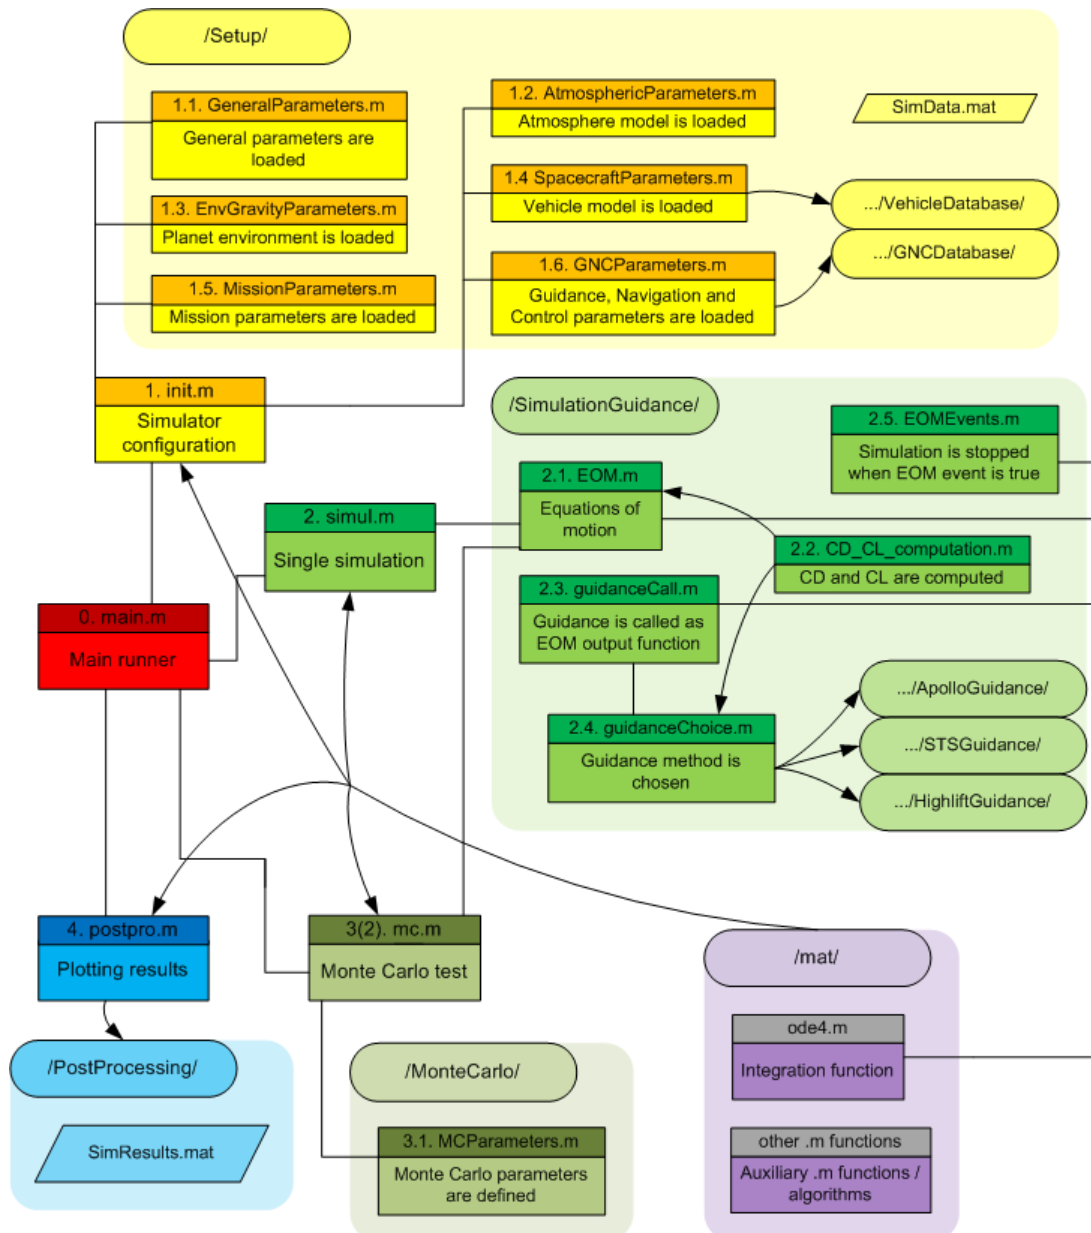 /Setup/
1.1. GeneralParameters.m
General parameters are
loaded
1.2. AtmosphericParameters.m
Atmosphere model is loaded
SimData.mat
1.3. EnvGravityParameters.m
Planet environment is loaded
1.4 SpacecraftParameters.m
Vehicle model is loaded
.../VehicleDatabase/
.../GNCDatabase/
1.5. MissionParameters.m
Mission parameters are loaded
1.6. GNCParameters.m
Guidance, Navigation and
Control parameters are loaded
1. init.m
Simulator
configuration
/SimulationGuidance/
2.5. EOMEvents.m
Simulation is stopped
when EOM event is true
2.1. EOM.m
Equations of
motion
2. simul.m
Single simulation
2.2. CD_CL_computation.m
CD and CL are computed
2.3. guidanceCall.m
Guidance is called as
EOM output function
0. main.m
Main runner
2.4. guidanceChoice.m
Guidance method is
chosen
.../ApolloGuidance/
.../STSGuidance/
.../HighliftGuidance/
4. postpro.m
Plotting results
3(2). mc.m
Monte Carlo test
/mat/
ode4.m
Integration function
/PostProcessing/
SimResults.mat
/MonteCarlo/
3.1. MCParameters.m
Monte Carlo parameters
are defined
other .m functions
Auxiliary .m functions /
algorithms